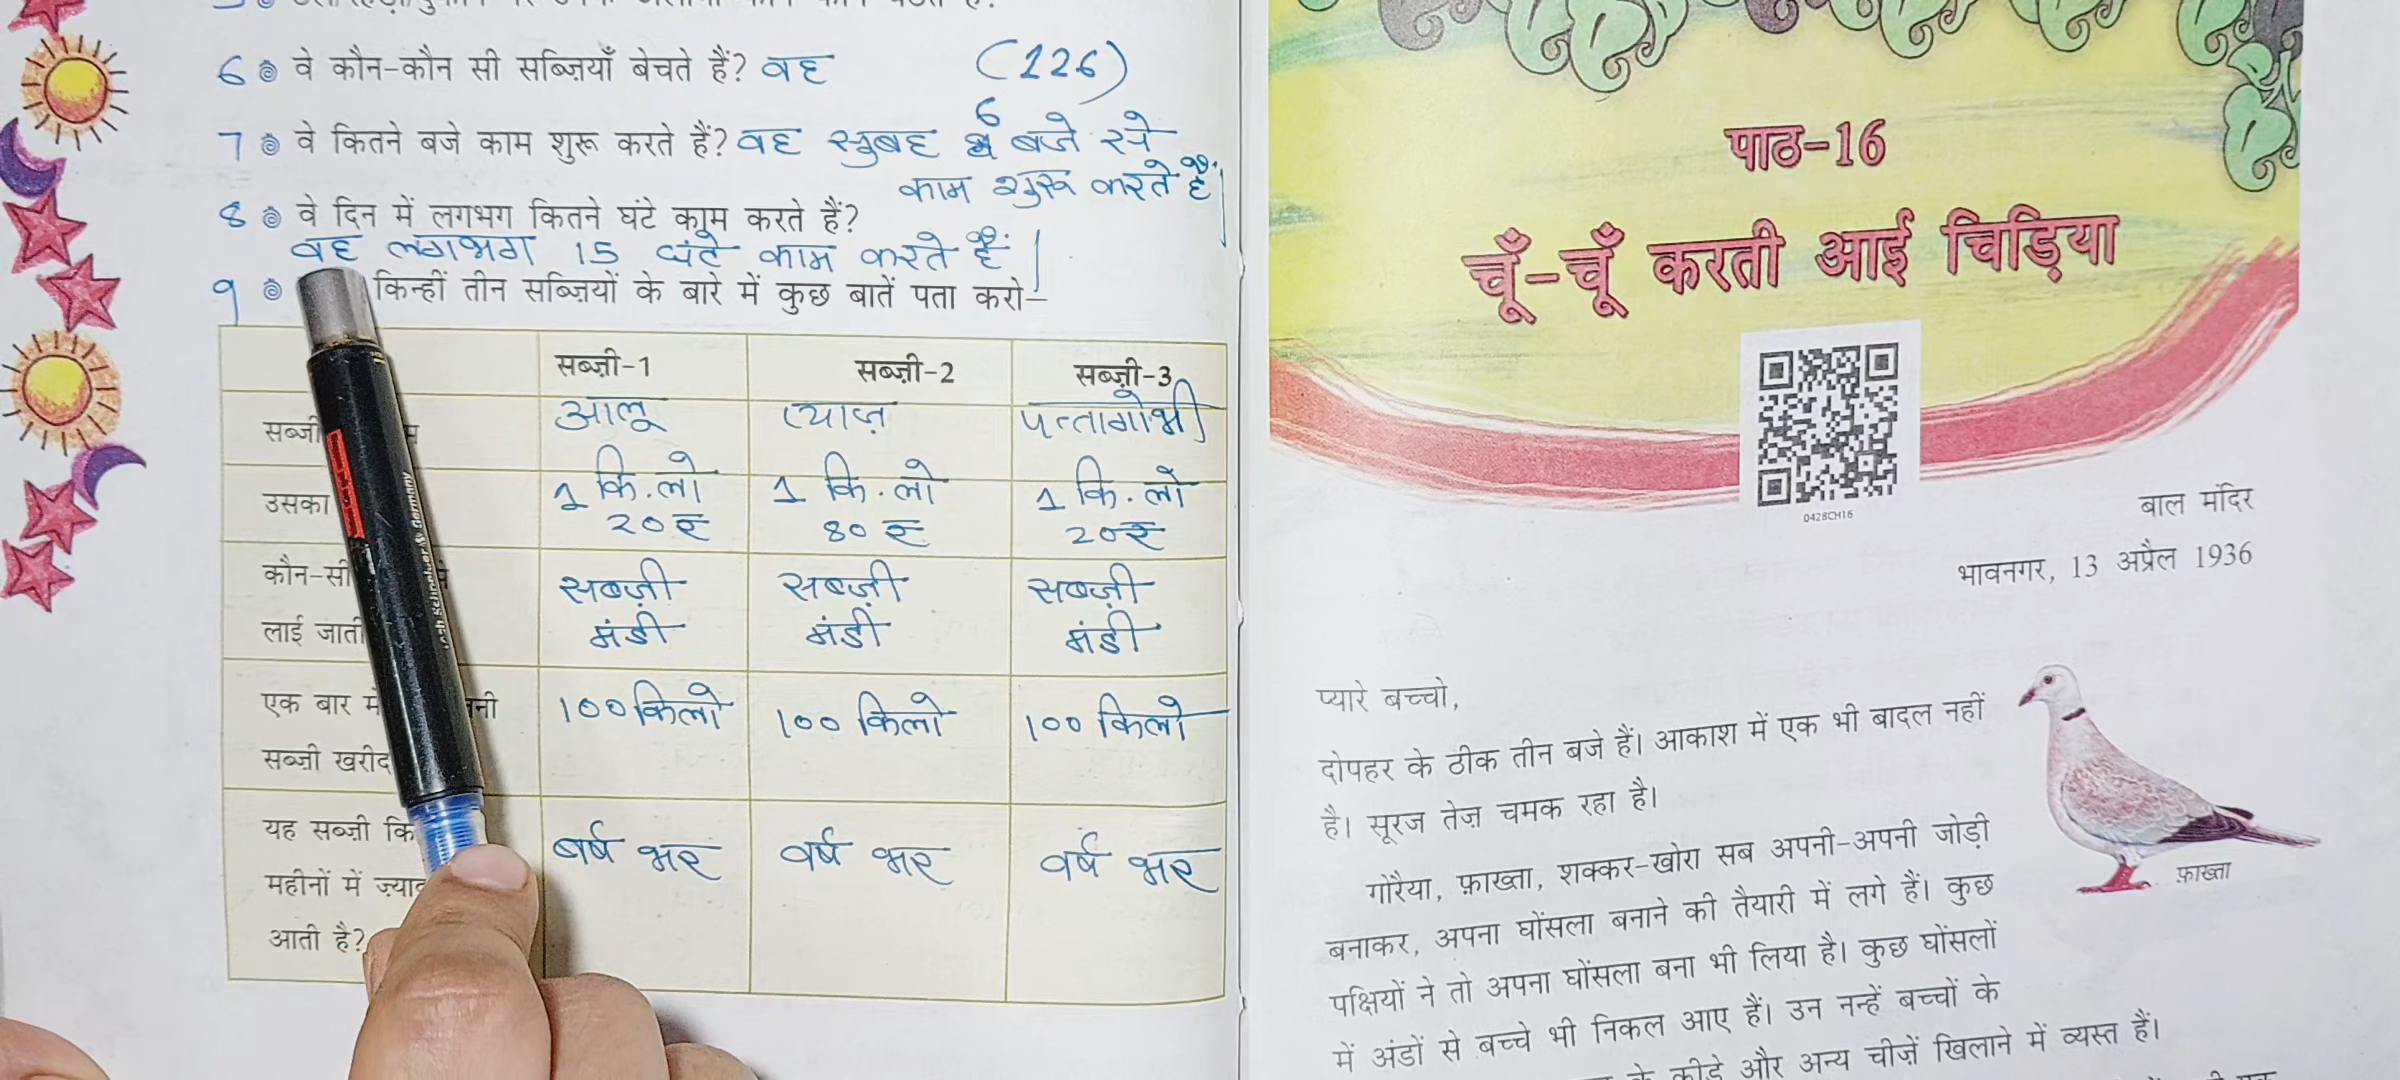 6 वे कौन-कौन सी सब्ज़ियाँ बेचते हैं? वह (126)
7 वे कितने बजे काम शुरू करते हैं? वह सुबह 6 बजे से
काम शुरू करते हैं।
8 वे दिन में लगभग कितने घंटे काम करते हैं?
वह लगभग 15 घंटे काम करते हैं।
9 किन्हीं तीन सब्ज़ियों के बारे में कुछ बातें पता करो–
सब्ज़ी-1 सब्ज़ी-2 सब्ज़ी-3
आलू प्याज़ पत्तागोभी
उसका 1 कि.लो 1 कि.लो 1 कि.लो
20 रु 80 रु 20 रु
कौन-सी सब्ज़ी सब्ज़ी सब्ज़ी
लाई जाती मंडी मंडी मंडी
एक बार 100 किलो 100 किलो 100 किलो
सब्ज़ी खरीद
यह सब्ज़ी कि वर्ष भर वर्ष भर वर्ष भर
महीनों में
आती है?
German
पाठ-16
चूँ-चूँ करती आई चिड़िया
0428CH16
बाल मंदिर
भावनगर, 13 अप्रैल 1936
प्यारे बच्चो,
दोपहर के ठीक तीन बजे हैं। आकाश में एक भी बादल नहीं
है। सूरज तेज़ चमक रहा है।
गोरैया, फ़ाख्ता, शक्कर-खोरा सब अपनी-अपनी जोड़ी
फ़ाख्ता
बनाकर, अपना घोंसला बनाने की तैयारी में लगे हैं। कुछ
पक्षियों ने तो अपना घोंसला बना भी लिया है। कुछ घोंसलों
में अंडों से बच्चे भी निकल आए हैं। उन नन्हें बच्चों के
के कीड़े और अन्य चीज़ें खिलाने में व्यस्त हैं।